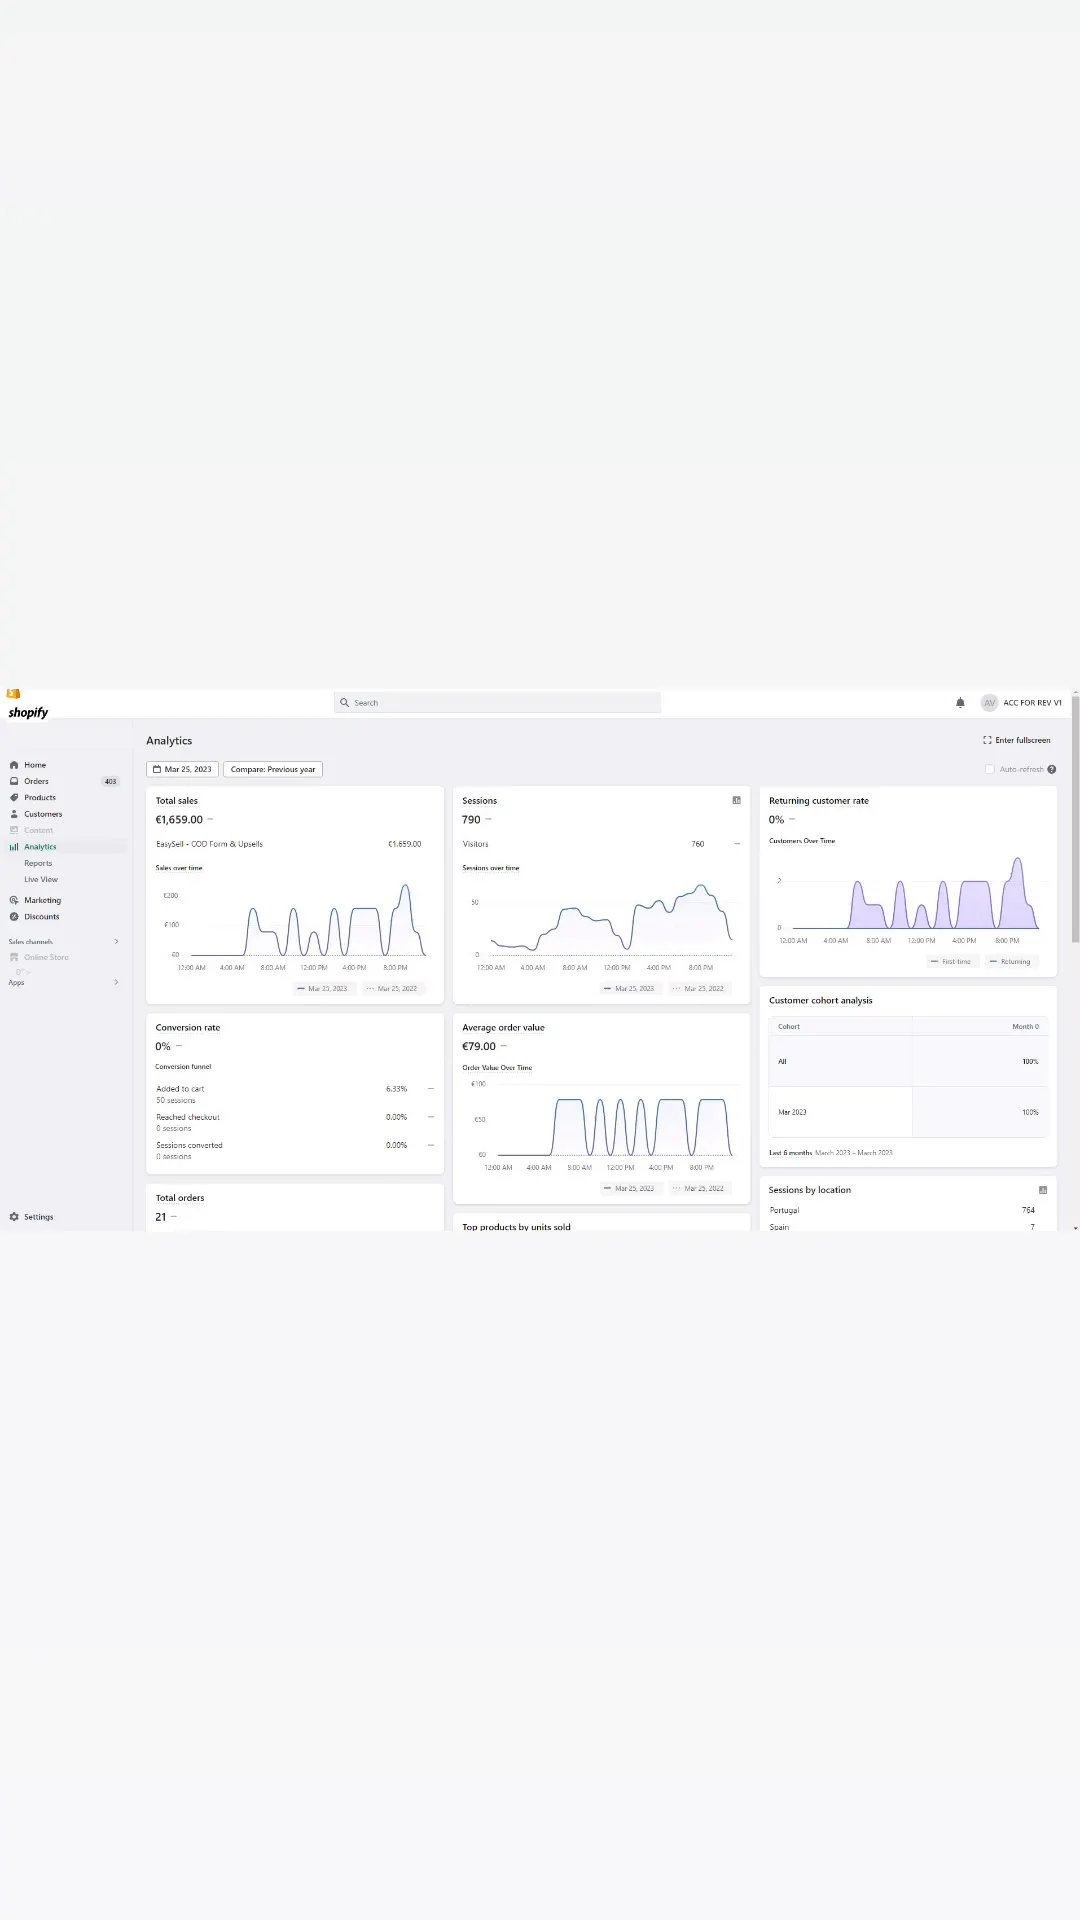 shopify
Search
AV ACC FOR REV V1
Home
Orders 403
Products
Customers
Content
Analytics
Reports
Live View
Marketing
Discounts
Sales channels
Online Store
Apps
Settings
Analytics
Enter fullscreen
Mar 25, 2023 Compare: Previous year
Auto-refresh
Total sales
€1,659.00 –
EasySell - COD Form & Upsells €1,659.00
Sales over time
€200
€100
€0
12:00 AM 4:00 AM 8:00 AM 12:00 PM 4:00 PM 8:00 PM
Mar 25, 2023 Mar 25, 2022
Sessions
790 –
Visitors 760 –
Sessions over time
50
0
12:00 AM 4:00 AM 8:00 AM 12:00 PM 4:00 PM 8:00 PM
Mar 25, 2023 Mar 25, 2022
Returning customer rate
0% –
Customers Over Time
2
0
12:00 AM 4:00 AM 8:00 AM 12:00 PM 4:00 PM 8:00 PM
First-time Returning
Conversion rate
0% –
Conversion funnel
Added to cart 6.33% –
50 sessions
Reached checkout 0.00% –
0 sessions
Sessions converted 0.00% –
0 sessions
Average order value
€79.00 –
Order Value Over Time
€100
€50
€0
12:00 AM 4:00 AM 8:00 AM 12:00 PM 4:00 PM 8:00 PM
Mar 25, 2023 Mar 25, 2022
Customer cohort analysis
Cohort Month 0
All 100%
Mar 2023 100%
Last 6 months March 2023 – March 2023
Total orders
21 –
Top products by units sold
Sessions by location
Portugal 764
Spain 7